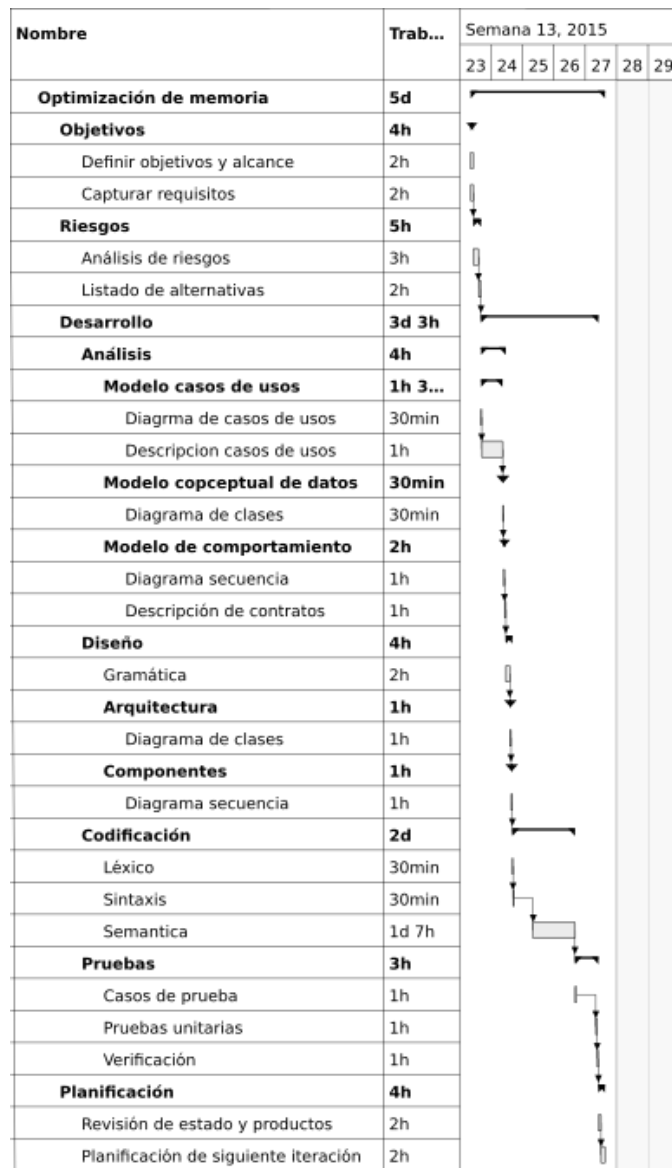 Nombre Trab... Semana 13, 2015
23 24 25 26 27 28 29
Optimización de memoria 5d
Objetivos 4h
Definir objetivos y alcance 2h
Capturar requisitos 2h
Riesgos 5h
Análisis de riesgos 3h
Listado de alternativas 2h
Desarrollo 3d 3h
Análisis 4h
Modelo casos de usos 1h 3...
Diagrma de casos de usos 30min
Descripcion casos de usos 1h
Modelo copceptual de datos 30min
Diagrama de clases 30min
Modelo de comportamiento 2h
Diagrama secuencia 1h
Descripción de contratos 1h
Diseño 4h
Gramática 2h
Arquitectura 1h
Diagrama de clases 1h
Componentes 1h
Diagrama secuencia 1h
Codificación 2d
Léxico 30min
Sintaxis 30min
Semantica 1d 7h
Pruebas 3h
Casos de prueba 1h
Pruebas unitarias 1h
Verificación 1h
Planificación 4h
Revisión de estado y productos 2h
Planificación de siguiente iteración 2h